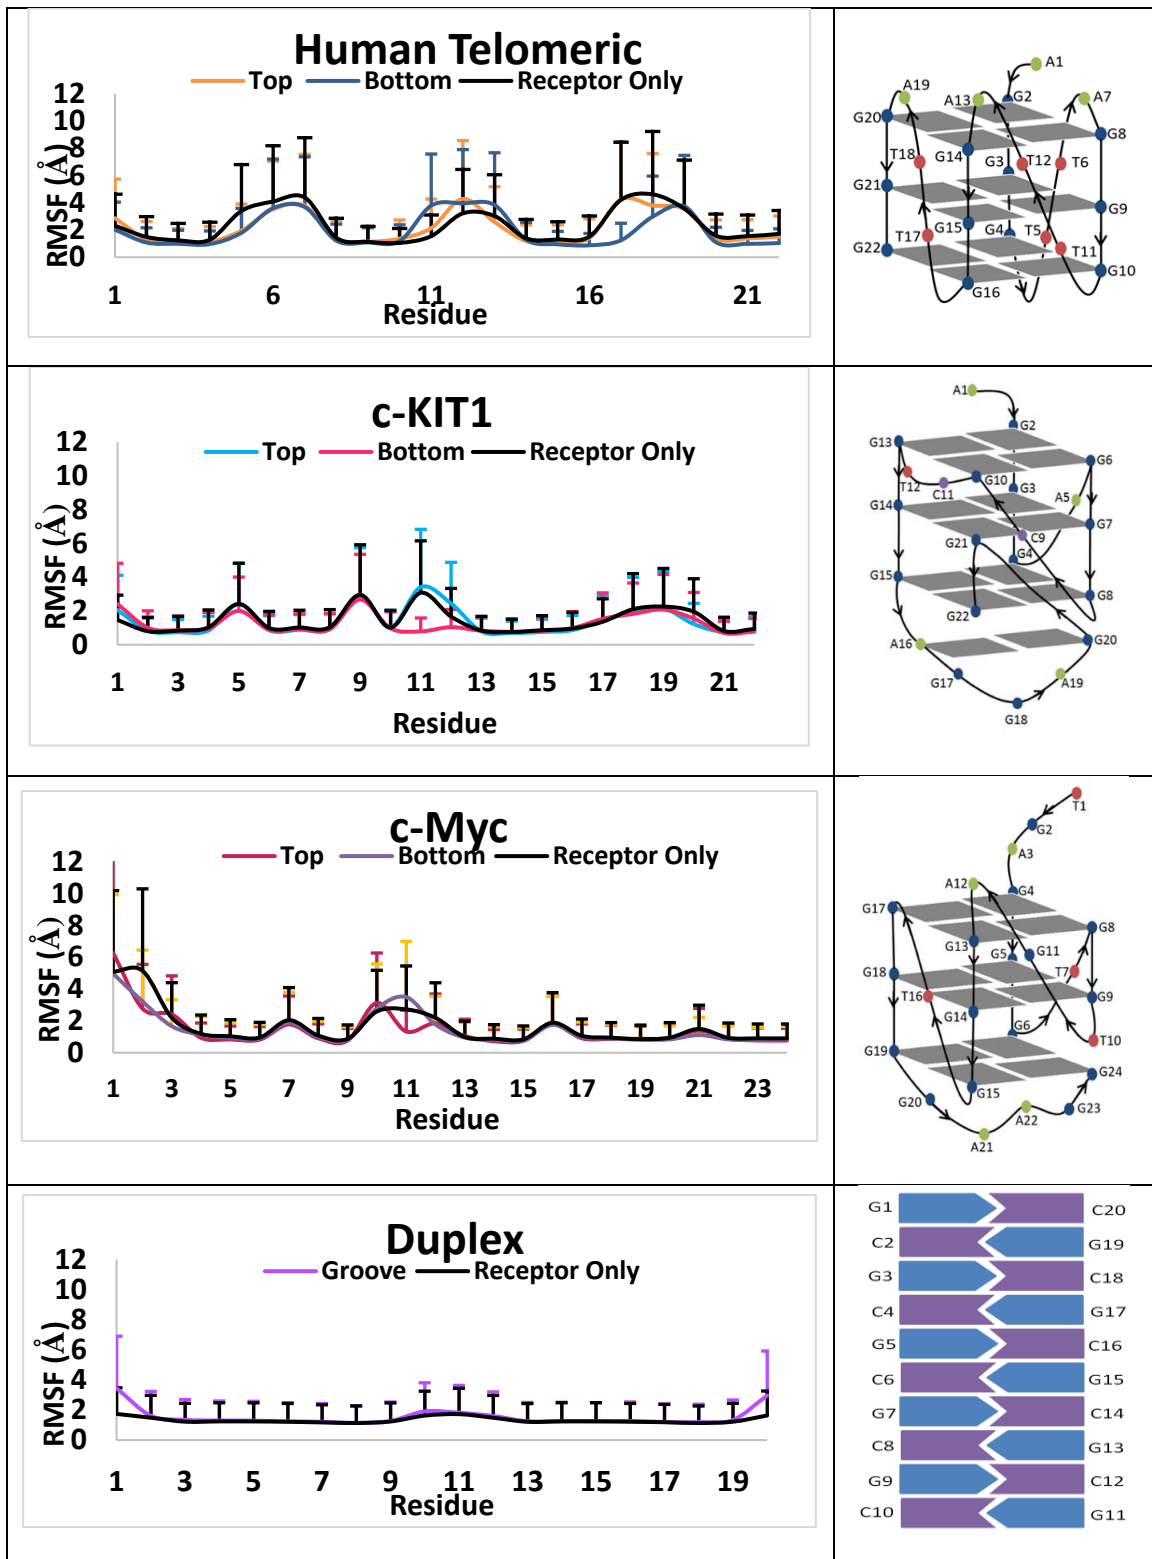 Human Telomeric
Top Bottom Receptor Only
12
10
8
6
4
2
0
RMSF (Å)
1 6 11 16 21
Residue
A1
A19 A13 G2 A7
G20 G8
G14
T18 G3 T12 T6
G21 G9
G15 G4 T5
T17 T11
G22 G10
G16
c-KIT1
Top Bottom Receptor Only
12
10
8
6
4
2
0
RMSF (Å)
1 3 5 7 9 11 13 15 17 19 21
Residue
A1
G2
G13
G6
T12 G10
C11 G3 A5
G14
G7
C9
G21 G4
G15
G8
G22
A16 G20
G17 A19
G18
c-Myc
Top Bottom Receptor Only
12
10
8
6
4
2
0
RMSF (Å)
1 3 5 7 9 11 13 15 17 19 21 23
Residue
T1
G2
A3
A12 G4
G17
G8
G13
G5 G11
G18 T7
T16 G9
G14
G6 T10
G19
G24
G15
G20 A22 G23
A21
Duplex
Groove Receptor Only
12
10
8
6
4
2
0
RMSF (Å)
1 3 5 7 9 11 13 15 17 19
Residue
G1 C20
C2 G19
G3 C18
C4 G17
G5 C16
C6 G15
G7 C14
C8 G13
G9 C12
C10 G11